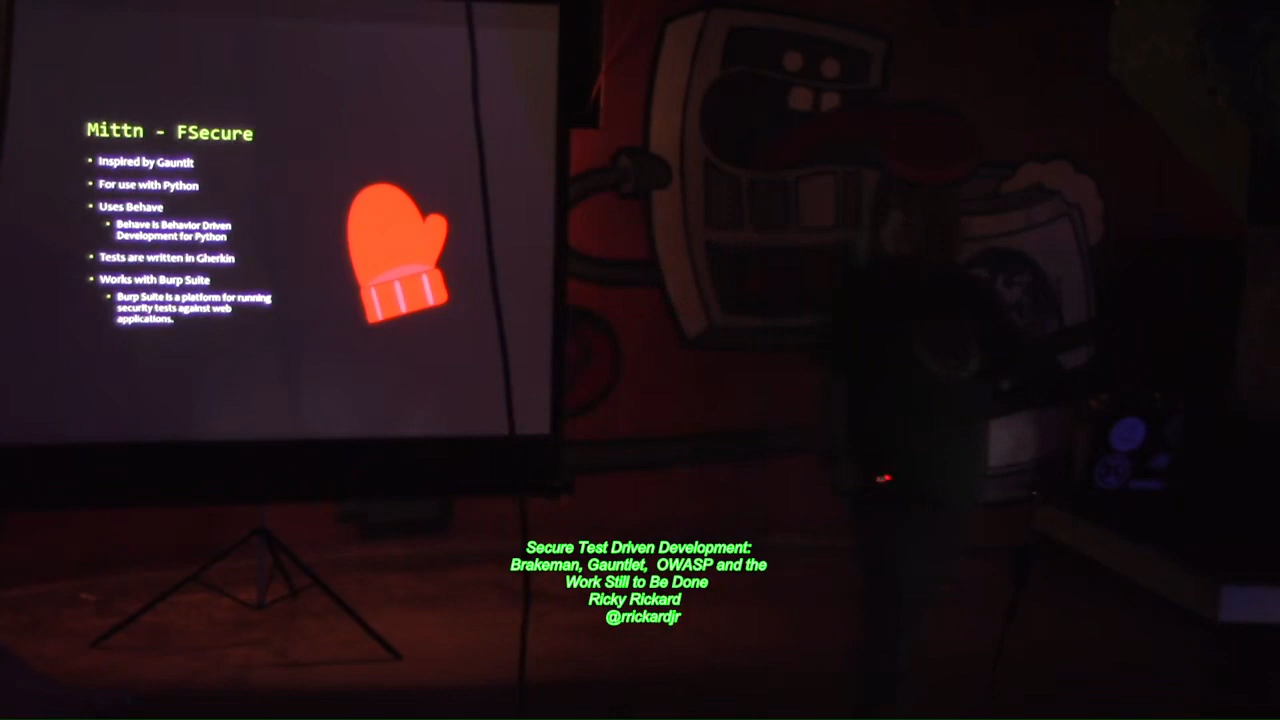 Mittn - FSecure
Inspired by Gauntlt
For use with Python
Uses Behave
Behave is Behavior Driven
Development for Python
Tests are written in Gherkin
Works with Burp Suite
Burp Suite is a platform for running
security tests against web
applications.
Secure Test Driven Development:
Brakeman, Gauntlet, OWASP and the
Work Still to Be Done
Ricky Rickard
@rrickardjr